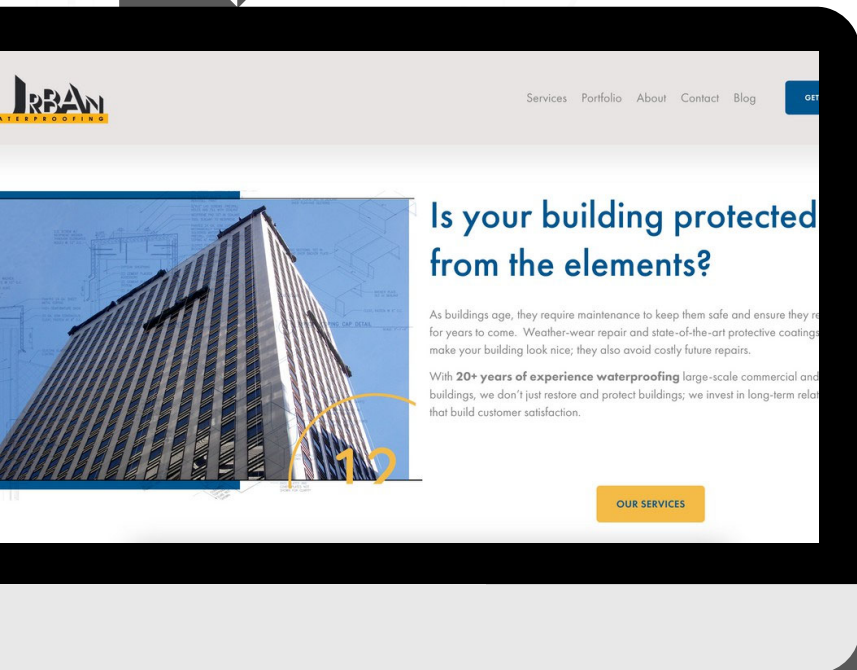 URBAN
ATERPROOFING
Services Portfolio About Contact Blog
GET
Is your building protected
from the elements?
As buildings age, they require maintenance to keep them safe and ensure they re
for years to come. Weather-wear repair and state-of-the-art protective coatings
make your building look nice; they also avoid costly future repairs.
With 20+ years of experience waterproofing large-scale commercial and
buildings, we don't just restore and protect buildings; we invest in long-term relat
that build customer satisfaction.
12
OUR SERVICES